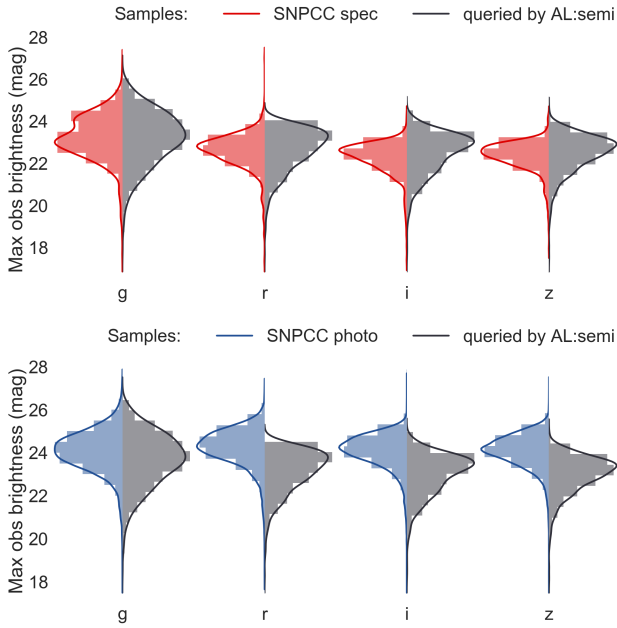 Samples: SNPCC spec queried by AL:semi
Max obs brightness (mag)
28
26
24
22
20
18
g r i z
Samples: SNPCC photo queried by AL:semi
Max obs brightness (mag)
28
26
24
22
20
18
g r i z